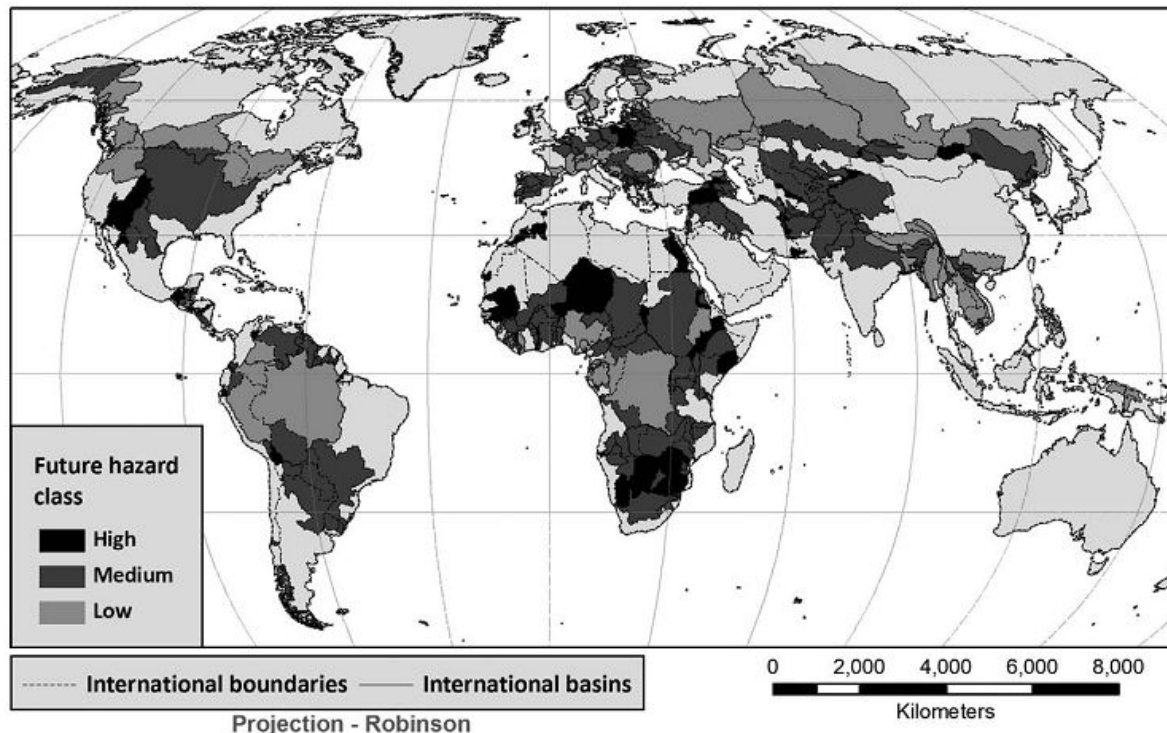 Future hazard
class
High
Medium
Low
International boundaries
International basins
0 2,000 4,000 6,000 8,000
Kilometers
Projection - Robinson